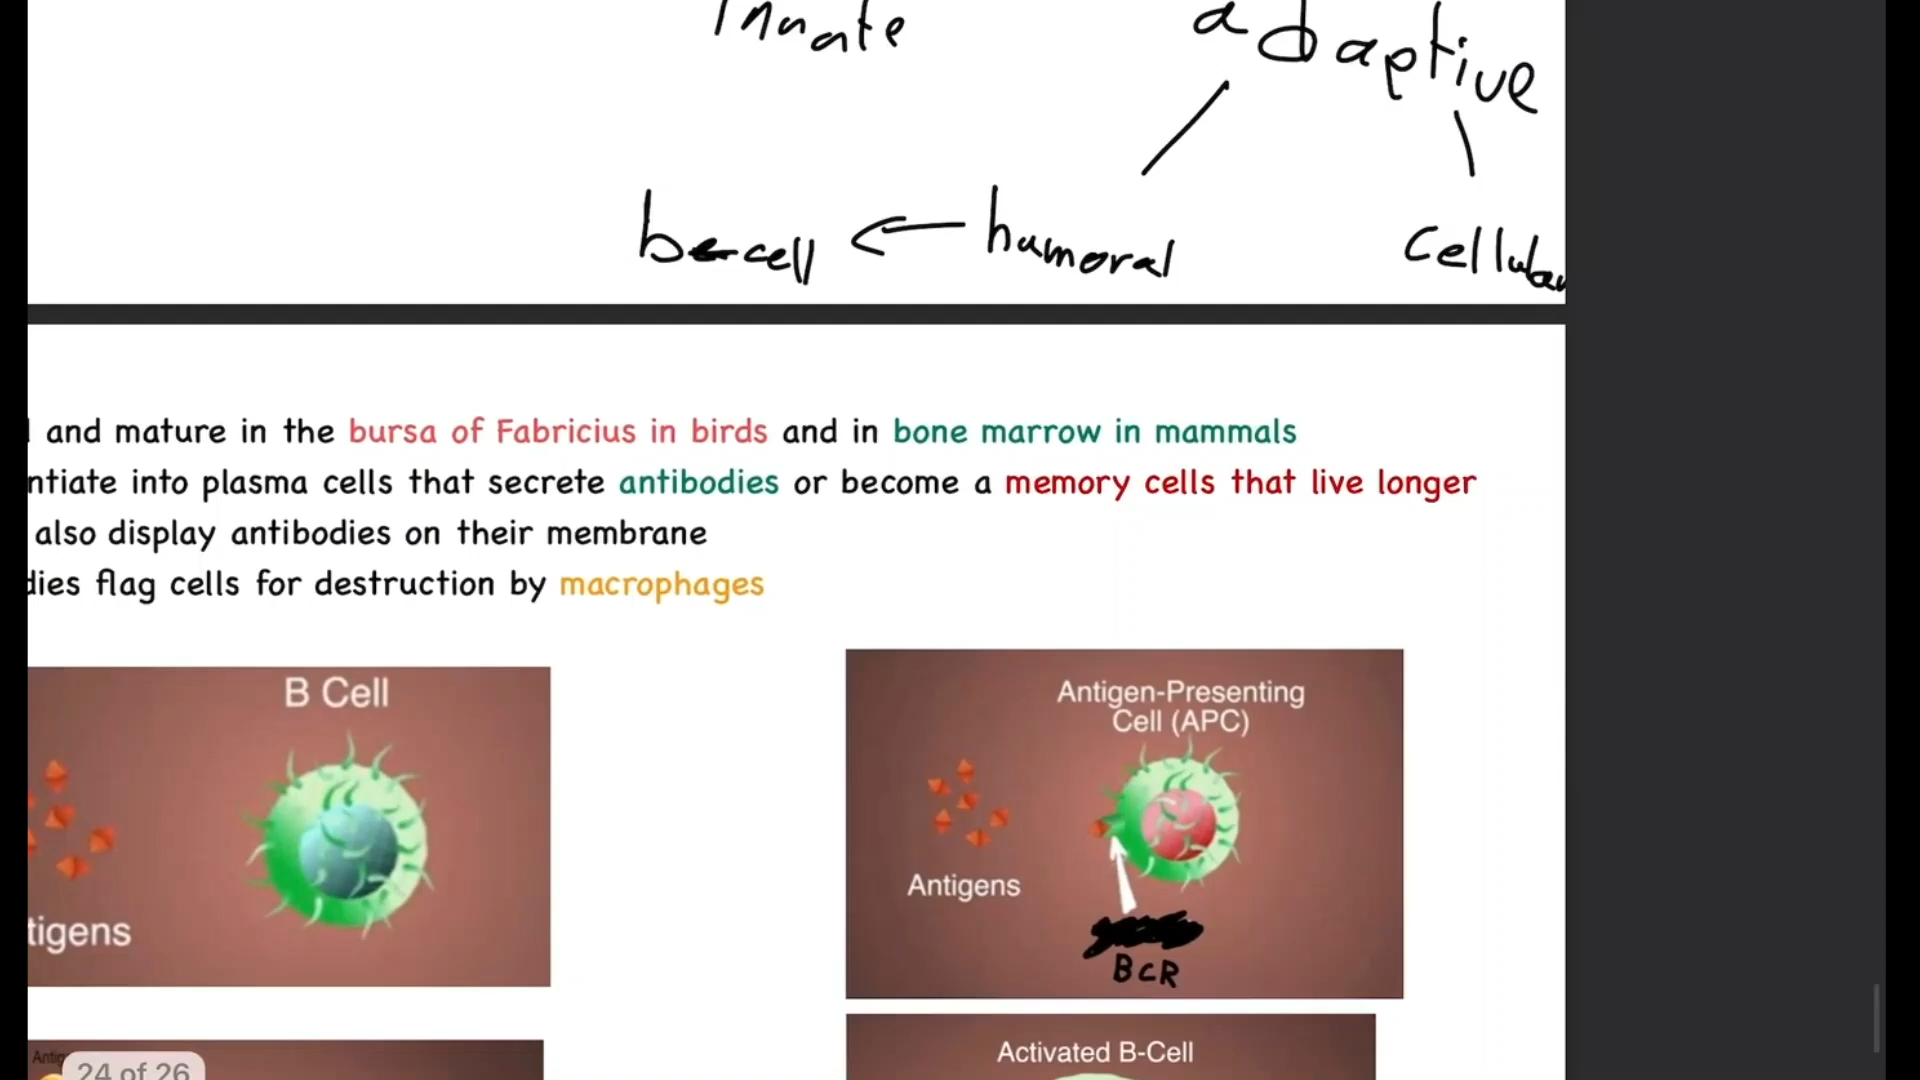 Innate
adaptive
b-cell
humoral
Cellular
and mature in the bursa of Fabricius in birds and in bone marrow in mammals
ntiate into plasma cells that secrete antibodies or become a memory cells that live longer
also display antibodies on their membrane
dies flag cells for destruction by macrophages
B Cell
tigens
Antigen-Presenting
Cell (APC)
Antigens
BCR
Activated B-Cell
24 of 26